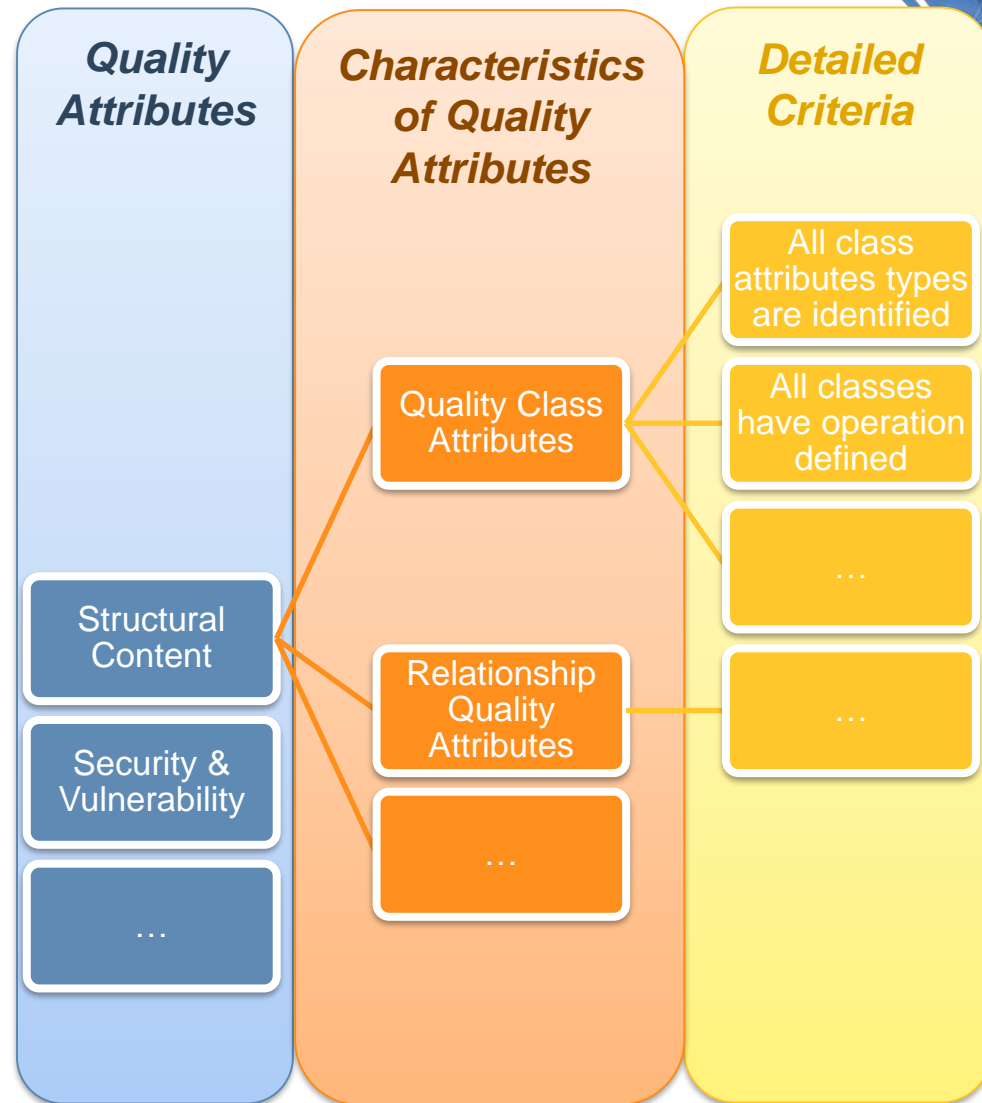 Quality
Attributes
Characteristics
of Quality
Attributes
Detailed
Criteria
Structural
Content
Security &
Vulnerability
…
Quality Class
Attributes
Relationship
Quality
Attributes
…
All class
attributes types
are identified
All classes
have operation
defined
…
…